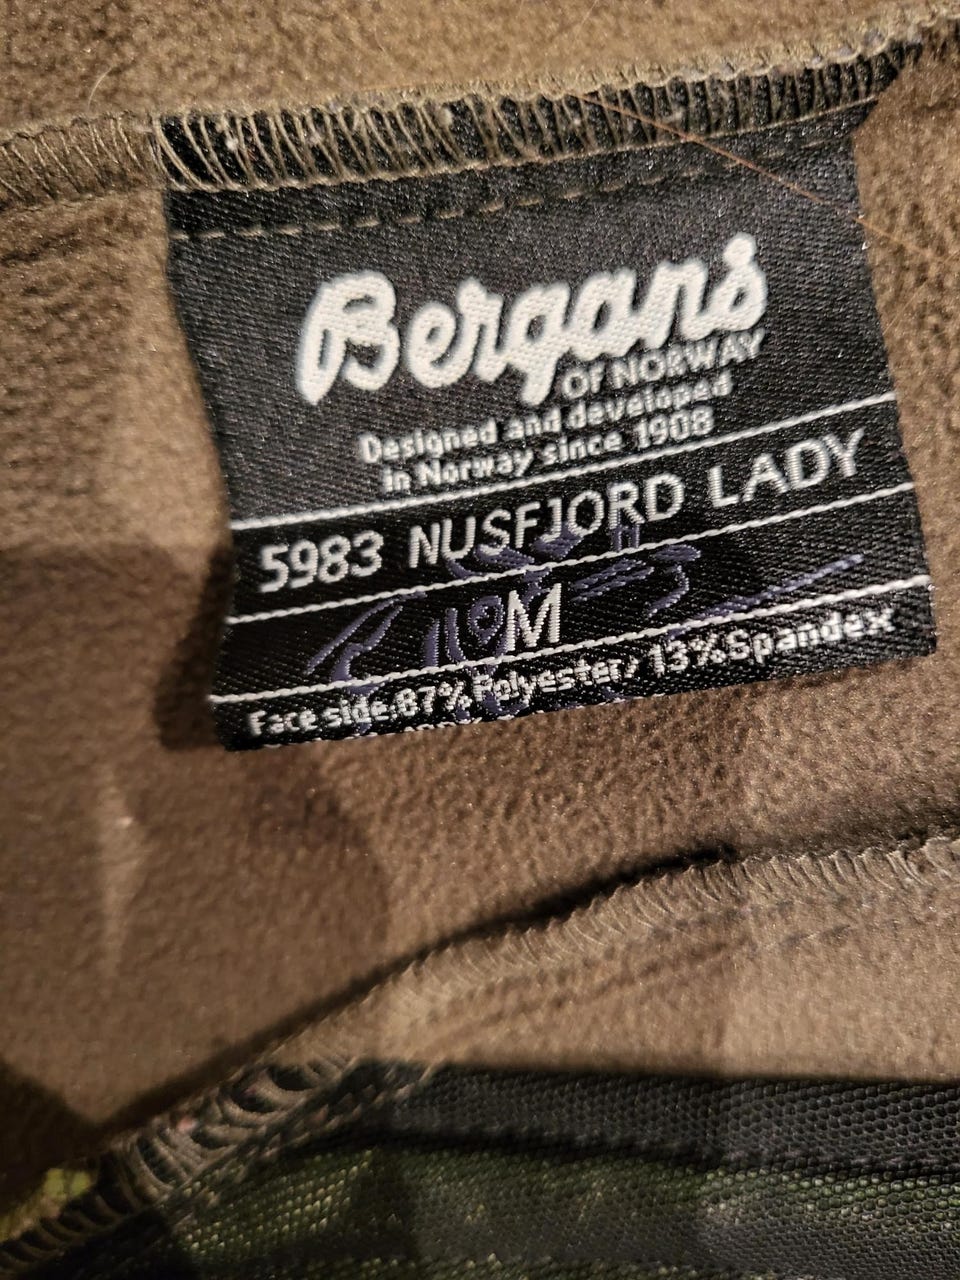 Bergans
OF NORWAY
Designed and developed
in Norway since 1908
5983 NUSFJORD LADY
M
Face side:87% Polyester/ 13%Spandex